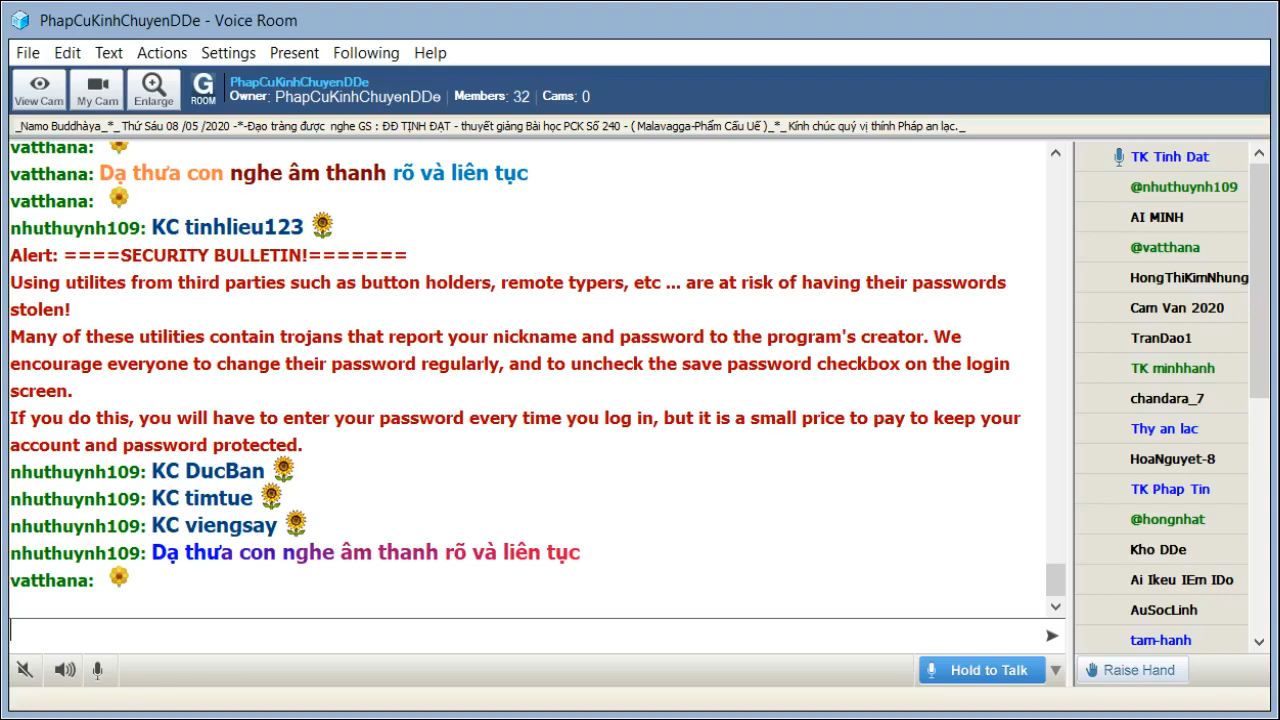 PhapCuKinhChuyenDDe - Voice Room
File Edit Text Actions Settings Present Following Help
View Cam My Cam Enlarge G ROOM
PhapCuKinhChuyenDDe
Owner: PhapCuKinhChuyenDDe Members: 32 Cams: 0
_Namo Buddhàya_*_ Thứ Sáu 08 /05 /2020 -*-Đạo tràng được nghe GS : ĐĐ TỊNH ĐẠT - thuyết giảng Bài học PCK Số 240 - ( Malavagga-Phẩm Cấu Uế )_*_ Kính chúc quý vị thính Pháp an lạc._
vatthana:
vatthana: Dạ thưa con nghe âm thanh rõ và liên tục
vatthana:
nhuthuynh109: KC tinhlieu123
Alert: ====SECURITY BULLETIN!=======
Using utilites from third parties such as button holders, remote typers, etc ... are at risk of having their passwords
stolen!
Many of these utilities contain trojans that report your nickname and password to the program's creator. We
encourage everyone to change their password regularly, and to uncheck the save password checkbox on the login
screen.
If you do this, you will have to enter your password every time you log in, but it is a small price to pay to keep your
account and password protected.
nhuthuynh109: KC DucBan
nhuthuynh109: KC timtue
nhuthuynh109: KC viengsay
nhuthuynh109: Dạ thưa con nghe âm thanh rõ và liên tục
vatthana:
TK Tinh Dat
@nhuthuynh109
AI MINH
@vatthana
HongThiKimNhung
Cam Van 2020
TranDao1
TK minhhanh
chandara_7
Thy an lac
HoaNguyet-8
TK Phap Tin
@hongnhat
Kho DDe
Ai Ikeu IEm IDo
AuSocLinh
tam-hanh
Hold to Talk
Raise Hand